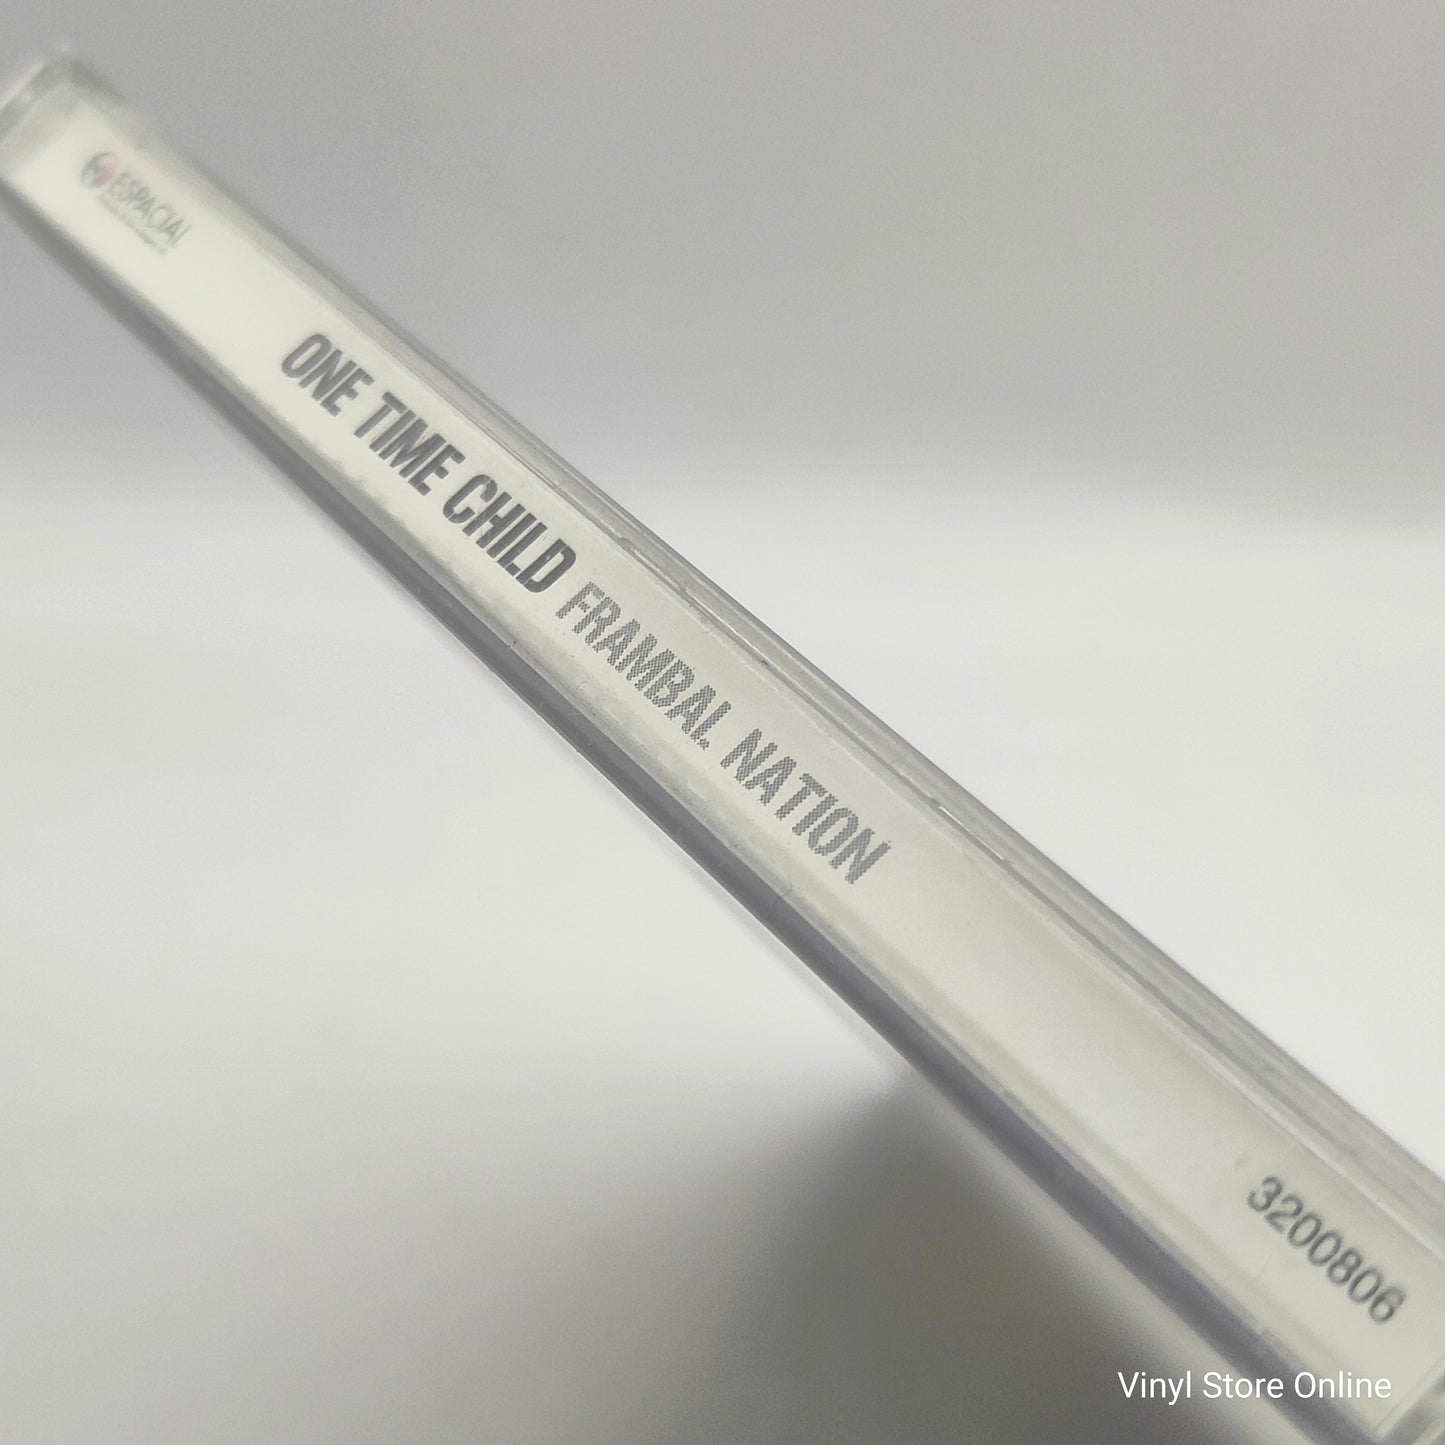 ESPACIAL
ONE TIME CHILD FRAMBAL NATION
3200806
Vinyl Store Online